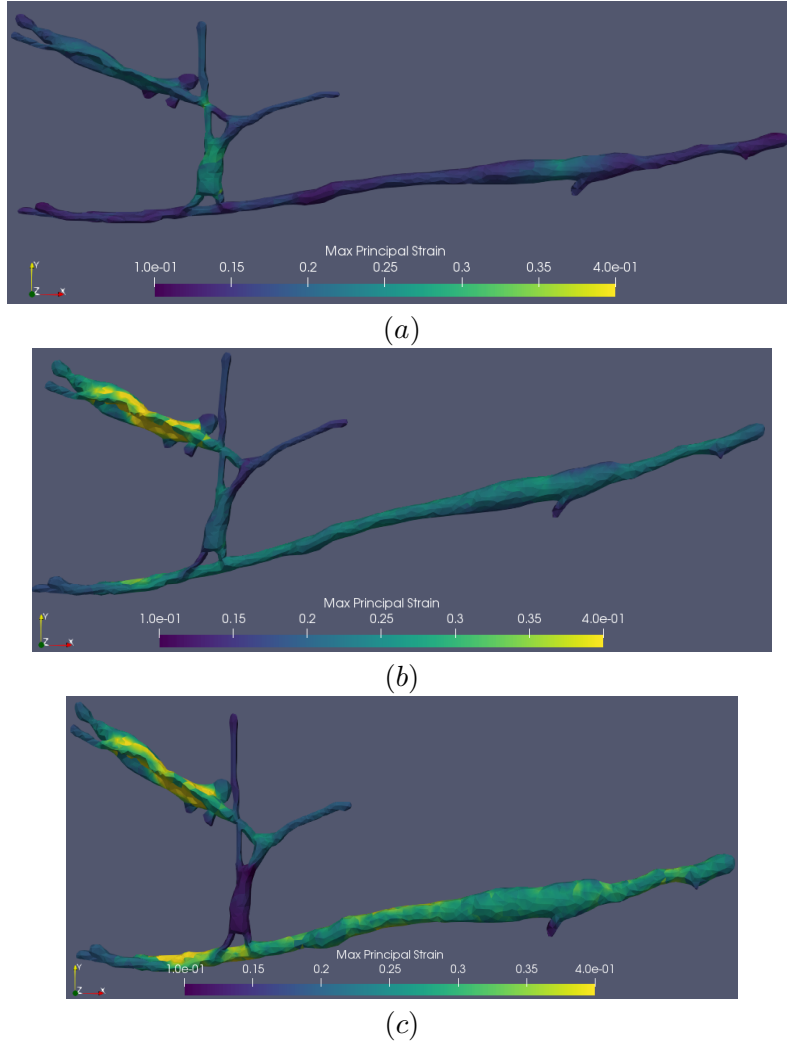 Max Principal Strain
1.0e-01 0.15 0.2 0.25 0.3 0.35 4.0e-01
Y
Z X
(a)
Max Principal Strain
1.0e-01 0.15 0.2 0.25 0.3 0.35 4.0e-01
Y
Z X
(b)
Max Principal Strain
1.0e-01 0.15 0.2 0.25 0.3 0.35 4.0e-01
Y
Z X
(c)